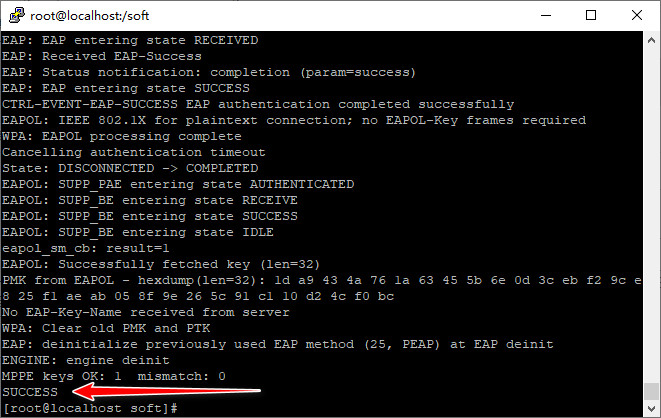 root@localhost:/soft
EAP: EAP entering state RECEIVED
EAP: Received EAP-Success
EAP: Status notification: completion (param=success)
EAP: EAP entering state SUCCESS
CTRL-EVENT-EAP-SUCCESS EAP authentication completed successfully
EAPOL: IEEE 802.1X for plaintext connection; no EAPOL-Key frames required
WPA: EAPOL processing complete
Cancelling authentication timeout
State: DISCONNECTED -> COMPLETED
EAPOL: SUPP_PAE entering state AUTHENTICATED
EAPOL: SUPP_BE entering state RECEIVE
EAPOL: SUPP_BE entering state SUCCESS
EAPOL: SUPP_BE entering state IDLE
eapol_sm_cb: result=1
EAPOL: Successfully fetched key (len=32)
PMK from EAPOL - hexdump(len=32): 1d a9 43 4a 76 1a 63 45 5b 6e 0d 3c eb f2 9c e
8 25 f1 ae ab 05 8f 9e 26 5c 91 c1 10 d2 4c f0 bc
No EAP-Key-Name received from server
WPA: Clear old PMK and PTK
EAP: deinitialize previously used EAP method (25, PEAP) at EAP deinit
ENGINE: engine deinit
MPPE keys OK: 1  mismatch: 0
SUCCESS
[root@localhost soft]#